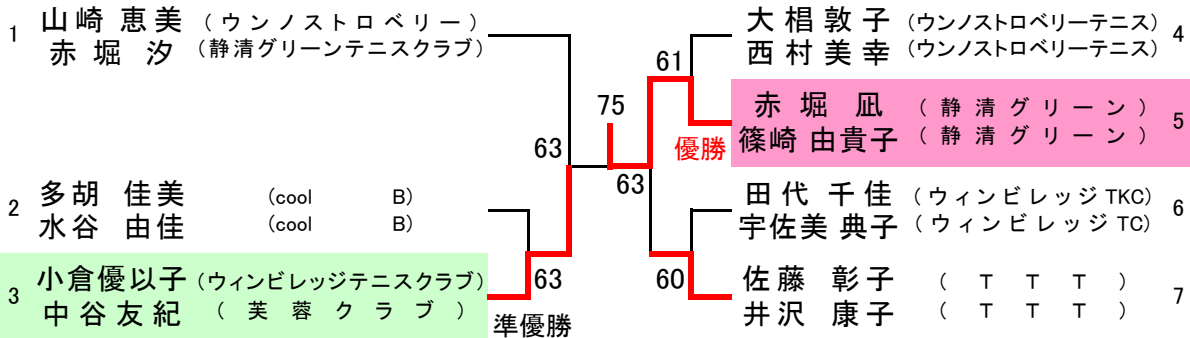 1
山崎 恵美 (ウンノストロベリー)
赤堀 汐 (静清グリーンテニスクラブ)
2
多胡 佳美 (cool B)
水谷 由佳 (cool B)
3
小倉優以子(ウィンビレッジテニスクラブ)
中谷友紀 (芙蓉クラブ)
準優勝
63
63
75
63
61
60
優勝
大椙敦子(ウンノストロベリーテニス)
西村美幸(ウンノストロベリーテニス)
4
赤堀 凪 (静清グリーン)
篠崎 由貴子 (静清グリーン)
5
田代 千佳 (ウィンビレッジTKC)
宇佐美 典子 (ウィンビレッジTC)
6
佐藤 彰子 (TTT)
井沢 康子 (TTT)
7